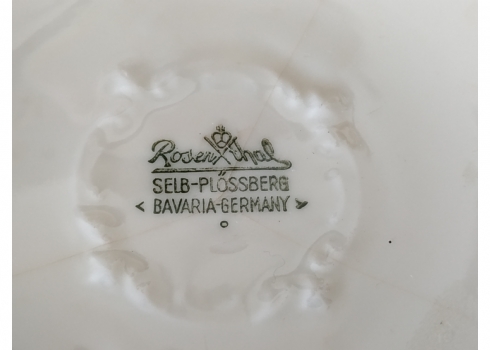 Rosenthal
SELB-PLÖSSBERG
< BAVARIA-GERMANY >